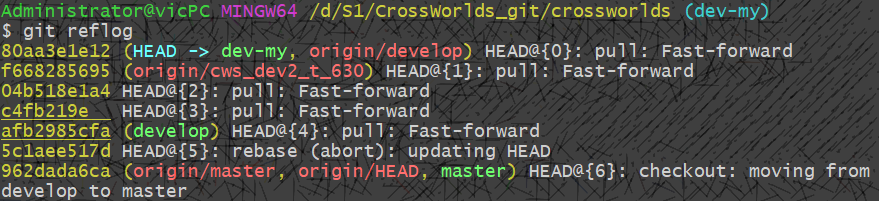 Administrator@vicPC MINGW64 /d/S1/CrossWorlds_git/crossworlds (dev-my)
$ git reflog
80aa3e1e12 (HEAD -> dev-my, origin/develop) HEAD@{0}: pull: Fast-forward
f668285695 (origin/cws_dev2_t_630) HEAD@{1}: pull: Fast-forward
04b518e1a4 HEAD@{2}: pull: Fast-forward
c4fb219e HEAD@{3}: pull: Fast-forward
afb2985cfa (develop) HEAD@{4}: pull: Fast-forward
5c1aee517d HEAD@{5}: rebase (abort): updating HEAD
962dada6ca (origin/master, origin/HEAD, master) HEAD@{6}: checkout: moving from
develop to master